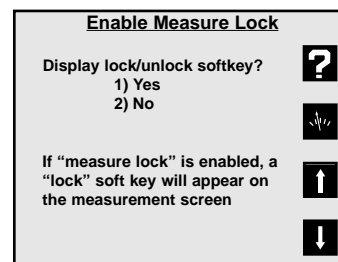 Enable Measure Lock
Display lock/unlock softkey?
1) Yes
2) No
?
If “measure lock” is enabled, a
“lock” soft key will appear on
the measurement screen